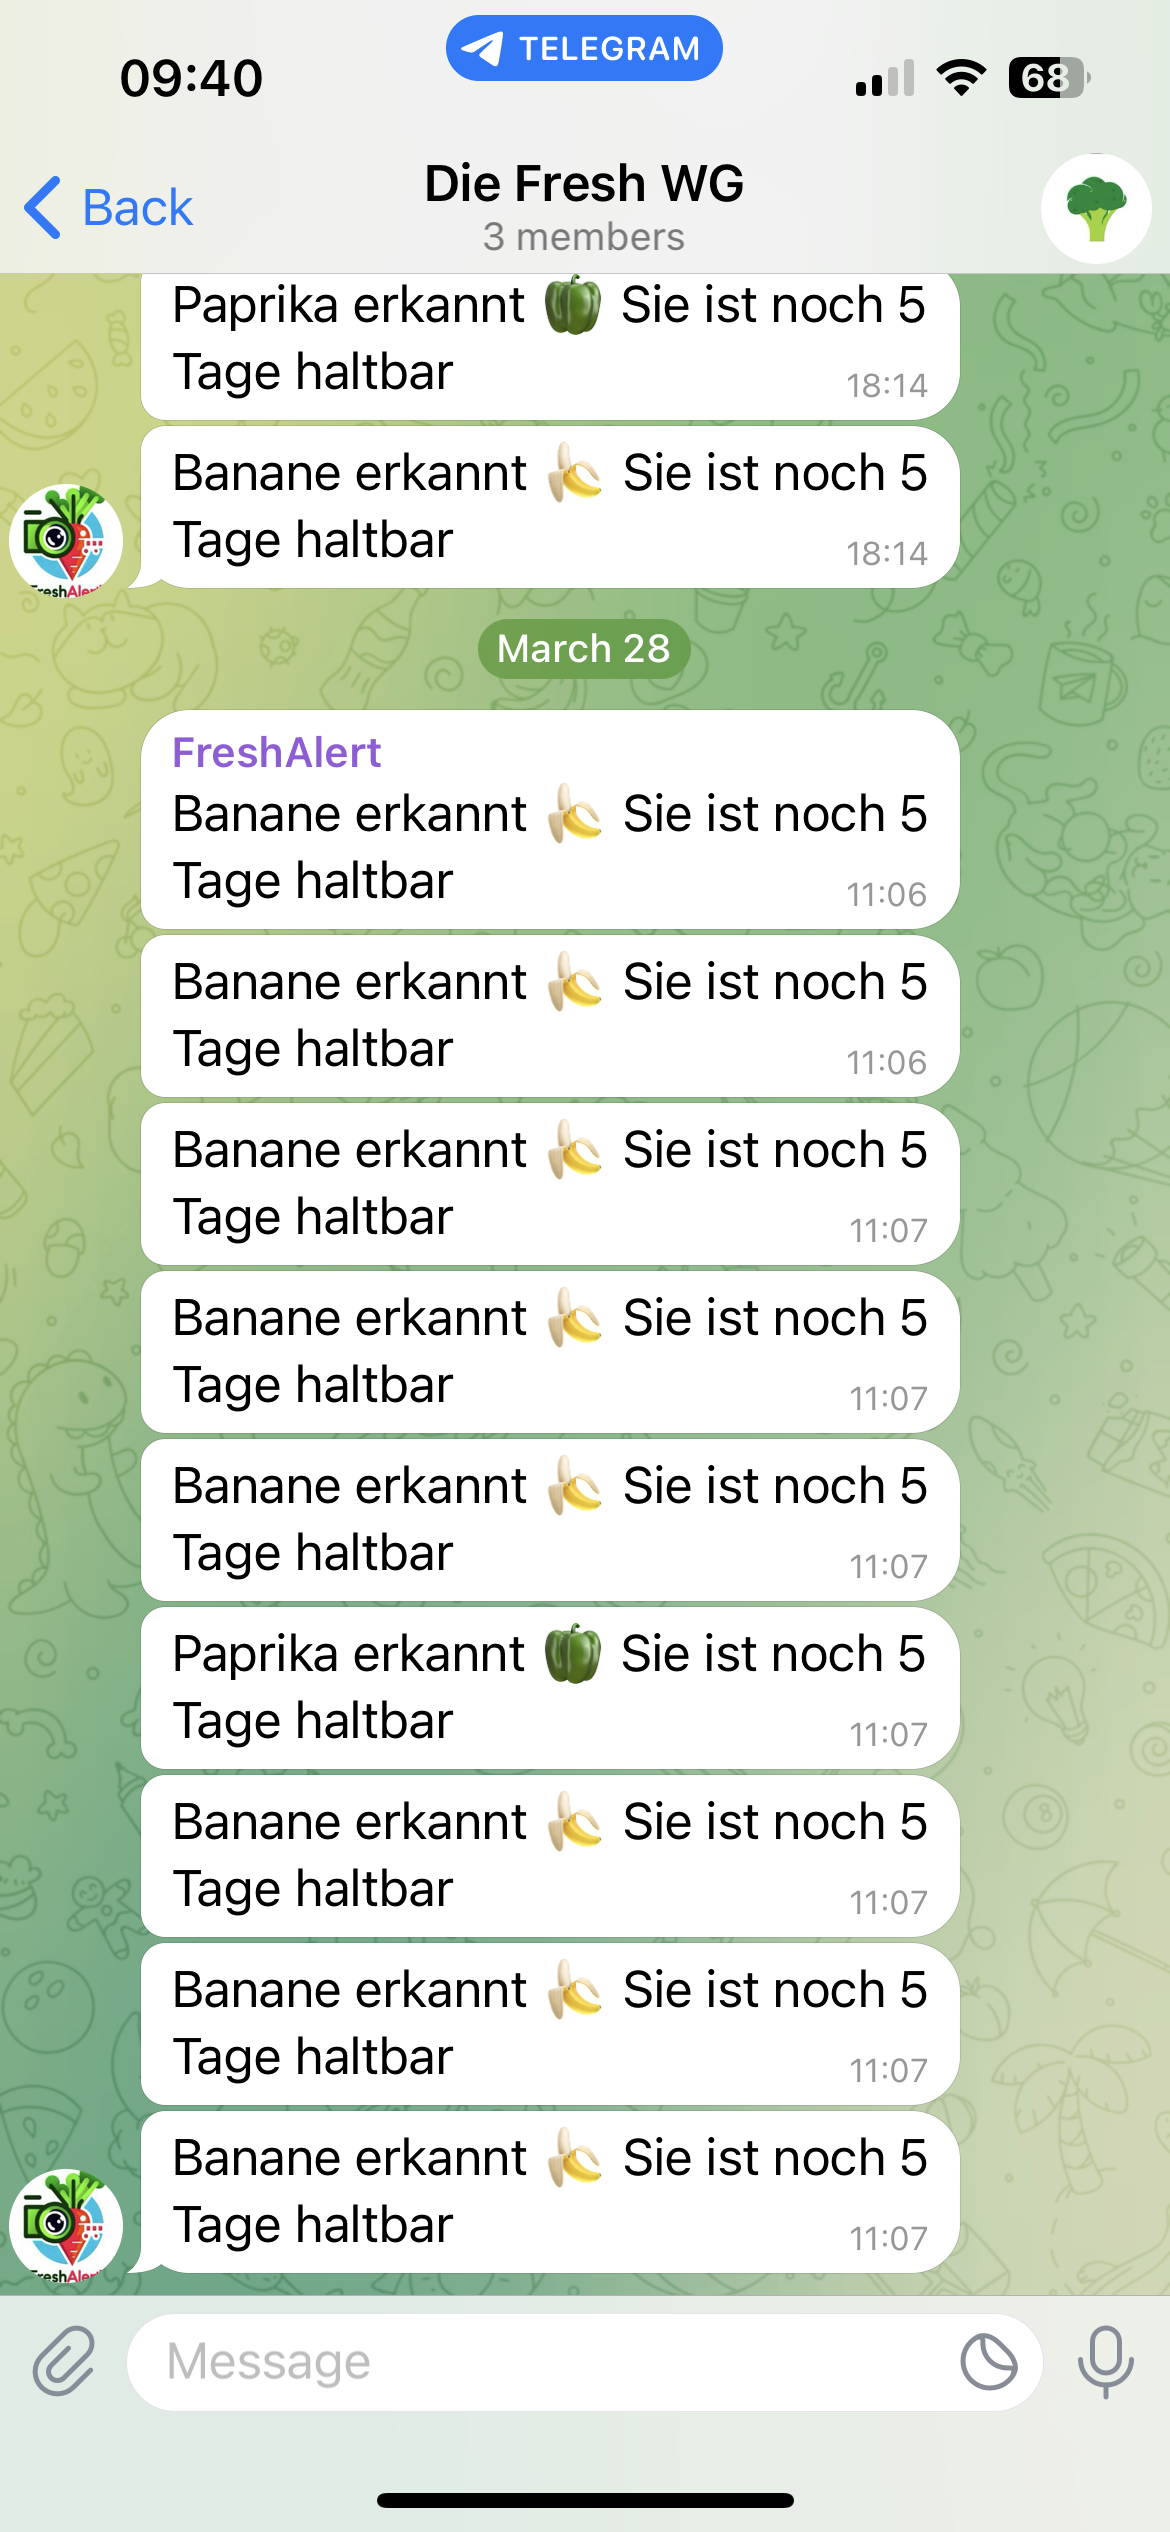 TELEGRAM
09:40
68
Back
Die Fresh WG
3 members
Paprika erkannt 🫑 Sie ist noch 5
Tage haltbar
18:14
Banane erkannt 🍌 Sie ist noch 5
Tage haltbar
18:14
FreshAlert
March 28
FreshAlert
Banane erkannt 🍌 Sie ist noch 5
Tage haltbar
11:06
Banane erkannt 🍌 Sie ist noch 5
Tage haltbar
11:06
Banane erkannt 🍌 Sie ist noch 5
Tage haltbar
11:07
Banane erkannt 🍌 Sie ist noch 5
Tage haltbar
11:07
Banane erkannt 🍌 Sie ist noch 5
Tage haltbar
11:07
Paprika erkannt 🫑 Sie ist noch 5
Tage haltbar
11:07
Banane erkannt 🍌 Sie ist noch 5
Tage haltbar
11:07
Banane erkannt 🍌 Sie ist noch 5
Tage haltbar
11:07
Banane erkannt 🍌 Sie ist noch 5
Tage haltbar
11:07
FreshAlert
Message